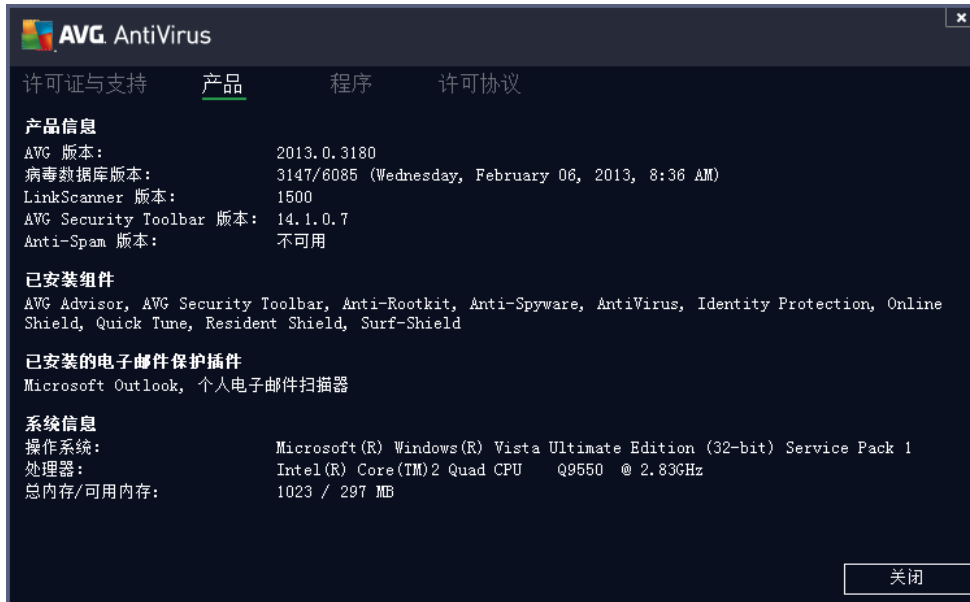 AVG AntiVirus
许可证与支持 产品 程序 许可协议
产品信息
AVG 版本: 2013.0.3180
病毒数据库版本: 3147/6085 (Wednesday, February 06, 2013, 8:36 AM)
LinkScanner 版本: 1500
AVG Security Toolbar 版本: 14.1.0.7
Anti-Spam 版本: 不可用
已安装组件
AVG Advisor, AVG Security Toolbar, Anti-Rootkit, Anti-Spyware, AntiVirus, Identity Protection, Online
Shield, Quick Tune, Resident Shield, Surf-Shield
已安装的电子邮件保护插件
Microsoft Outlook, 个人电子邮件扫描器
系统信息
操作系统: Microsoft(R) Windows(R) Vista Ultimate Edition (32-bit) Service Pack 1
处理器: Intel(R) Core(TM)2 Quad CPU Q9550 @ 2.83GHz
总内存/可用内存: 1023 / 297 MB
关闭